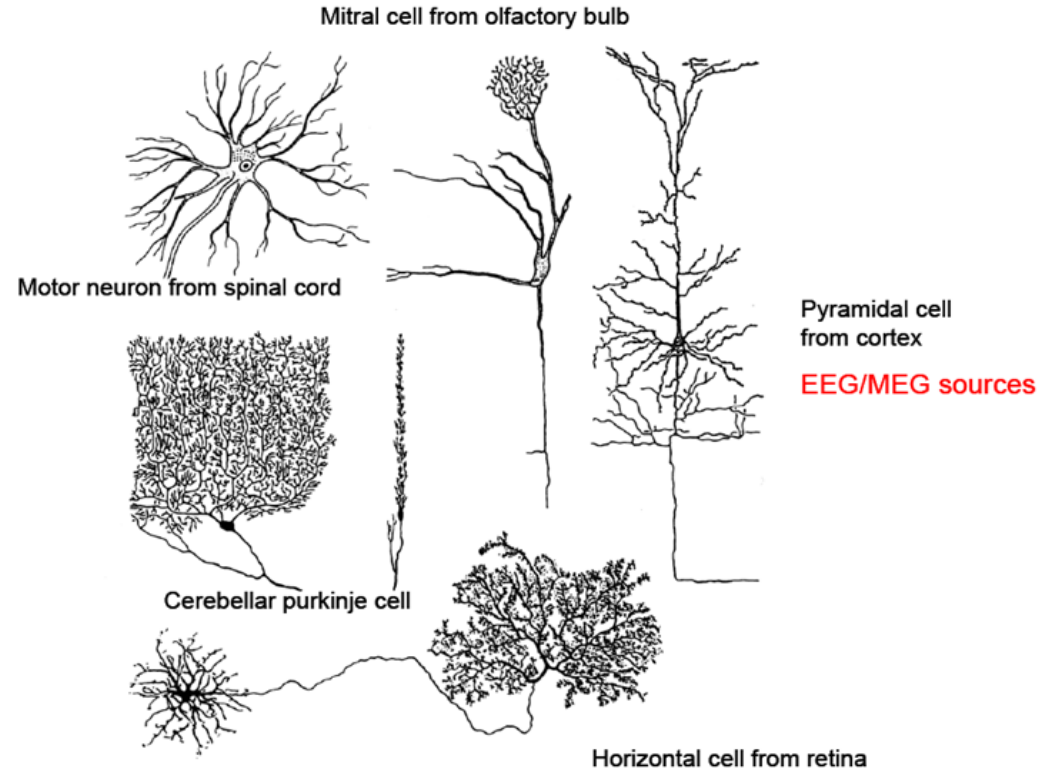 Mitral cell from olfactory bulb
Motor neuron from spinal cord
Pyramidal cell
from cortex
EEG/MEG sources
Cerebellar purkinje cell
Horizontal cell from retina